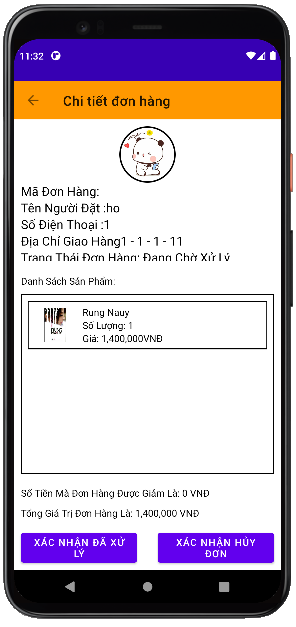 11:32
Chi tiết đơn hàng
Mã Đơn Hàng:
Tên Người Đặt :ho
Số Điện Thoại :1
Địa Chỉ Giao Hàng1 - 1 - 1 - 11
Trạng Thái Đơn Hàng: Đang Chờ Xử Lý
Danh Sách Sản Phẩm:
Rung Nauy
Số Lượng: 1
Giá: 1,400,000VNĐ
Số Tiền Mà Đơn Hàng Được Giảm Là: 0 VNĐ
Tổng Giá Trị Đơn Hàng Là: 1,400,000 VNĐ
XÁC NHẬN ĐÃ XỬ
LÝ
XÁC NHẬN HỦY
ĐƠN